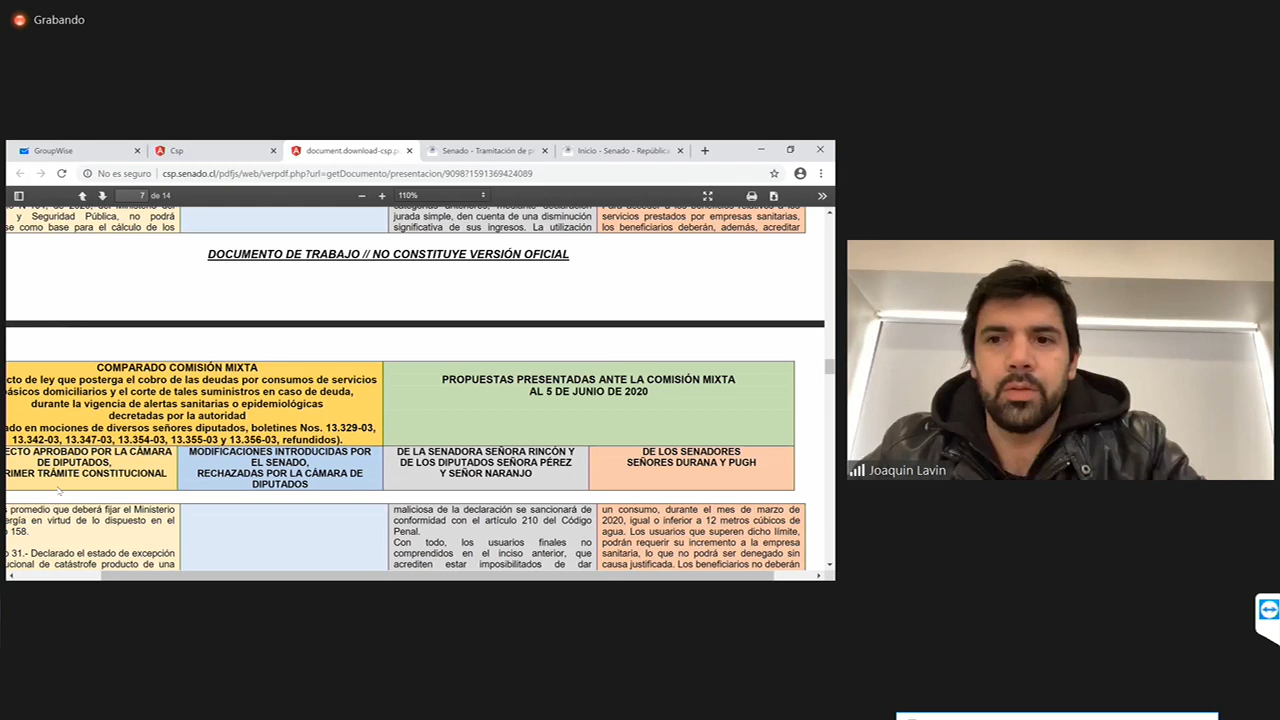 Grabando
GroupWise
Csp
document.download-csp.p
Senado - Tramitación de p
Inicio - Senado - República
No es seguro
csp.senado.cl/pdfjs/web/verpdf.php?url=getDocumento/presentacion/9098?1591369424089
7 de 14
110%
y Seguridad Pública, no podrá
se como base para el cálculo de los
categorías anteriores, mediante declaración
jurada simple, den cuenta de una disminución
significativa de sus ingresos. La utilización
Para acceder a los beneficios relativos a los
servicios prestados por empresas sanitarias,
los beneficiarios deberán, además, acreditar
DOCUMENTO DE TRABAJO // NO CONSTITUYE VERSIÓN OFICIAL
COMPARADO COMISIÓN MIXTA
cto de ley que posterga el cobro de las deudas por consumos de servicios
básicos domiciliarios y el corte de tales suministros en caso de deuda,
durante la vigencia de alertas sanitarias o epidemiológicas
decretadas por la autoridad
ado en mociones de diversos señores diputados, boletines Nos. 13.329-03,
13.342-03, 13.347-03, 13.354-03, 13.355-03 y 13.356-03, refundidos).
PROPUESTAS PRESENTADAS ANTE LA COMISIÓN MIXTA
AL 5 DE JUNIO DE 2020
ECTO APROBADO POR LA CÁMARA
DE DIPUTADOS,
RIMER TRÁMITE CONSTITUCIONAL
MODIFICACIONES INTRODUCIDAS POR
EL SENADO,
RECHAZADAS POR LA CÁMARA DE
DIPUTADOS
DE LA SENADORA SEÑORA RINCÓN Y
DE LOS DIPUTADOS SEÑORA PÉREZ
Y SEÑOR NARANJO
DE LOS SENADORES
SEÑORES DURANA Y PUGH
s promedio que deberá fijar el Ministerio
ergía en virtud de lo dispuesto en el
o 158.
o 31.- Declarado el estado de excepción
ucional de catástrofe producto de una
maliciosa de la declaración se sancionará de
conformidad con el artículo 210 del Código
Penal.
Con todo, los usuarios finales no
comprendidos en el inciso anterior, que
acrediten estar imposibilitados de dar
un consumo, durante el mes de marzo de
2020, igual o inferior a 12 metros cúbicos de
agua. Los usuarios que superen dicho límite,
podrán requerir su incremento a la empresa
sanitaria, lo que no podrá ser denegado sin
causa justificada. Los beneficiarios no deberán
Joaquin Lavin